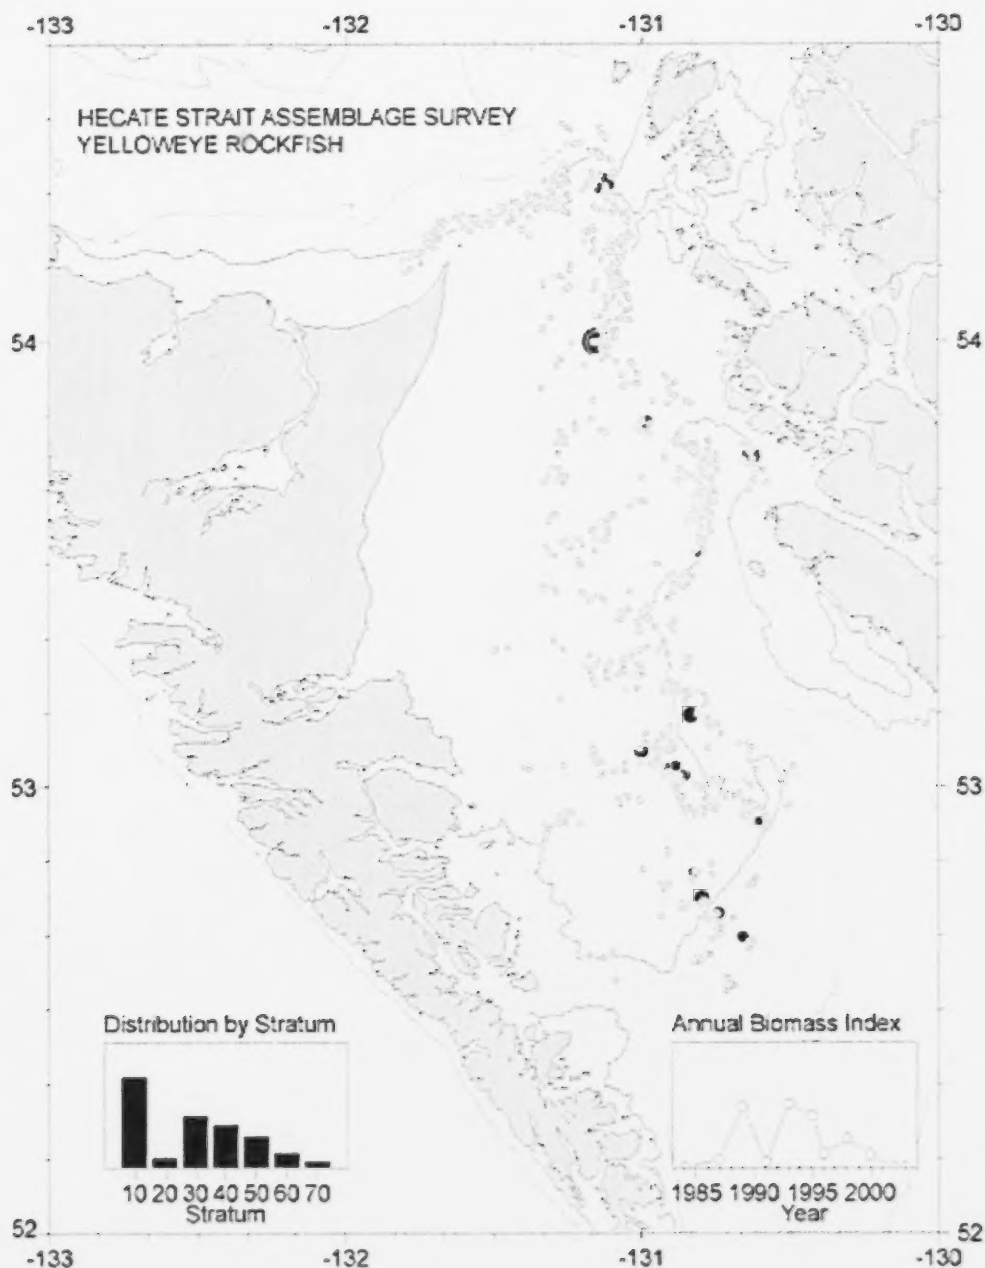 -133 -132 -131 -130
HECATE STRAIT ASSEMBLAGE SURVEY
YELLOWEYE ROCKFISH
54 54
53 53
Distribution by Stratum
10 20 30 40 50 60 70
Stratum
Annual Biomass Index
1985 1990 1995 2000
Year
52 52
-133 -132 -131 -130